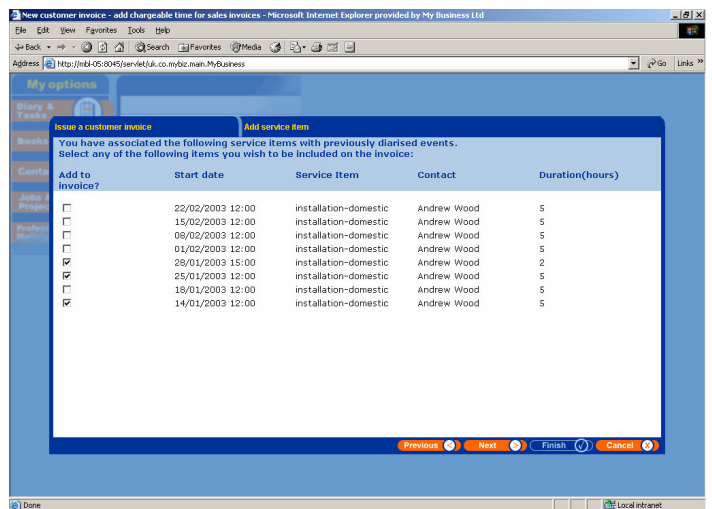 New customer invoice - add chargeable time for sales invoices - Microsoft Internet Explorer provided by My Business Ltd
File Edit View Favorites Tools Help
Back Search Favorites Media
Address http://mbl-05:8045/servlet/uk.co.mybiz.main.MyBusiness Go Links »
My options
Diary &
Tasks
Issue a customer invoice Add service item
Books
You have associated the following service items with previously diarised events.
Select any of the following items you wish to be included on the invoice:
Conta
Add to invoice? Start date Service Item Contact Duration(hours)
Jobs &
Projec
22/02/2003 12:00 installation-domestic Andrew Wood 5
15/02/2003 12:00 installation-domestic Andrew Wood 5
08/02/2003 12:00 installation-domestic Andrew Wood 5
01/02/2003 12:00 installation-domestic Andrew Wood 5
28/01/2003 15:00 installation-domestic Andrew Wood 2
25/01/2003 12:00 installation-domestic Andrew Wood 5
18/01/2003 12:00 installation-domestic Andrew Wood 5
14/01/2003 12:00 installation-domestic Andrew Wood 5
Previous Next Finish Cancel
Done Local intranet